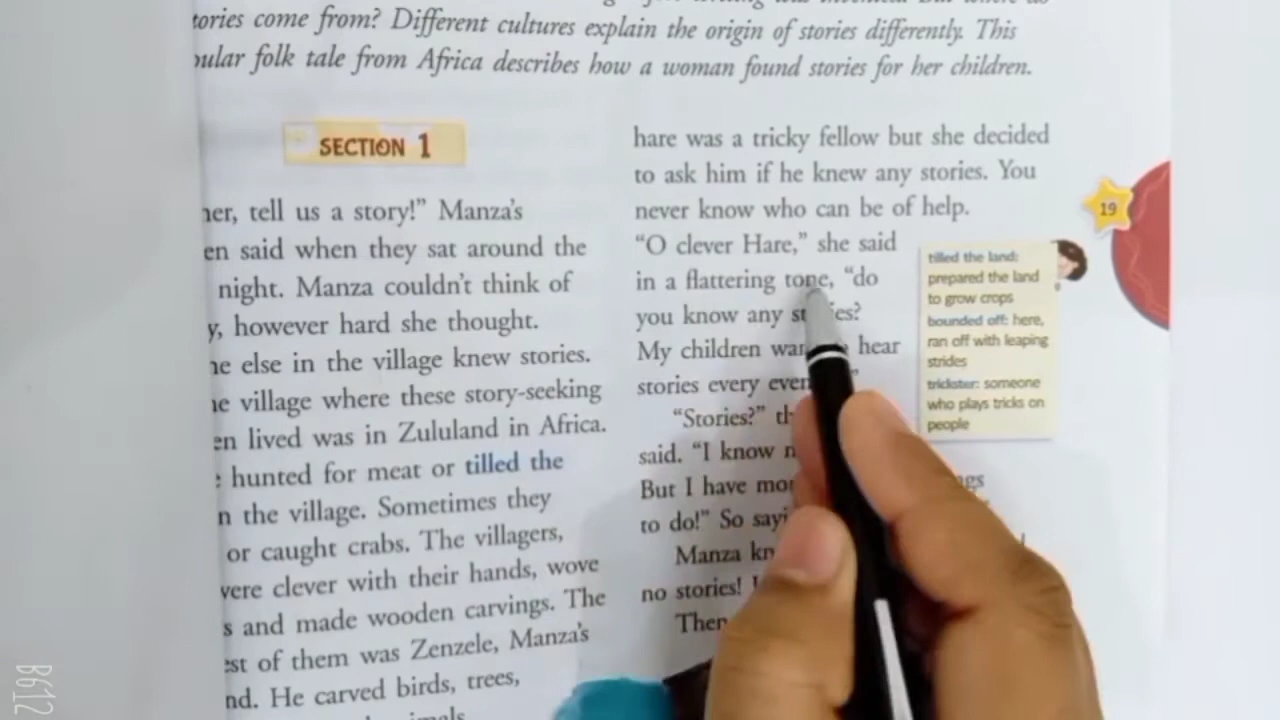 stories come from? Different cultures explain the origin of stories differently. This
popular folk tale from Africa describes how a woman found stories for her children.
SECTION 1
her, tell us a story!" Manza's
en said when they sat around the
night. Manza couldn't think of
y, however hard she thought.
ne else in the village knew stories.
he village where these story-seeking
en lived was in Zululand in Africa.
hunted for meat or tilled the
n the village. Sometimes they
or caught crabs. The villagers,
were clever with their hands, wove
s and made wooden carvings. The
est of them was Zenzele, Manza's
nd. He carved birds, trees,
hare was a tricky fellow but she decided
to ask him if he knew any stories. You
never know who can be of help.
"O clever Hare," she said
in a flattering tone, "do
you know any stories?
My children want to hear
stories every
"Stories?"
said. "I know
But I have
to do!" So
Manza
no stories!
Then
19
tilled the land:
prepared the land
to grow crops
bounded off: here,
ran off with leaping
strides
trickster: someone
who plays tricks on
people
B612